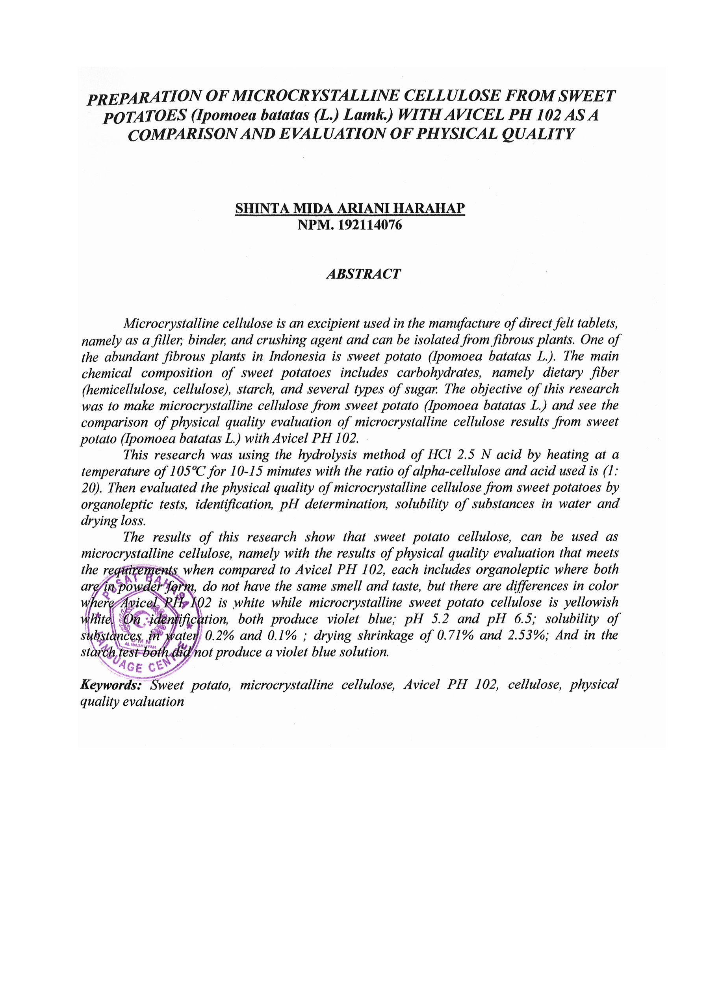 PREPARATION OF MICROCRYSTALLINE CELLULOSE FROM SWEET
POTATOES (Ipomoea batatas (L.) Lamk.) WITH AVICEL PH 102 AS A
COMPARISON AND EVALUATION OF PHYSICAL QUALITY
SHINTA MIDA ARIANI HARAHAP
NPM. 192114076
ABSTRACT
Microcrystalline cellulose is an excipient used in the manufacture of direct felt tablets,
namely as a filler, binder, and crushing agent and can be isolated from fibrous plants. One of
the abundant fibrous plants in Indonesia is sweet potato (Ipomoea batatas L.). The main
chemical composition of sweet potatoes includes carbohydrates, namely dietary fiber
(hemicellulose, cellulose), starch, and several types of sugar. The objective of this research
was to make microcrystalline cellulose from sweet potato (Ipomoea batatas L.) and see the
comparison of physical quality evaluation of microcrystalline cellulose results from sweet
potato (Ipomoea batatas L.) with Avicel PH 102.
This research was using the hydrolysis method of HCl 2.5 N acid by heating at a
temperature of 105ºC for 10-15 minutes with the ratio of alpha-cellulose and acid used is (1:
20). Then evaluated the physical quality of microcrystalline cellulose from sweet potatoes by
organoleptic tests, identification, pH determination, solubility of substances in water and
drying loss.
The results of this research show that sweet potato cellulose, can be used as
microcrystalline cellulose, namely with the results of physical quality evaluation that meets
the requirements when compared to Avicel PH 102, each includes organoleptic where both
are in powder form, do not have the same smell and taste, but there are differences in color
where Avicel PH 102 is white while microcrystalline sweet potato cellulose is yellowish
white. On identification, both produce violet blue; pH 5.2 and pH 6.5; solubility of
substances in water 0.2% and 0.1% ; drying shrinkage of 0.71% and 2.53%; And in the
starch test both did not produce a violet blue solution.
PUSAT BAHASA
UMN
AL WASHLIYAH
LANGUAGE CENTRE
Keywords: Sweet potato, microcrystalline cellulose, Avicel PH 102, cellulose, physical
quality evaluation